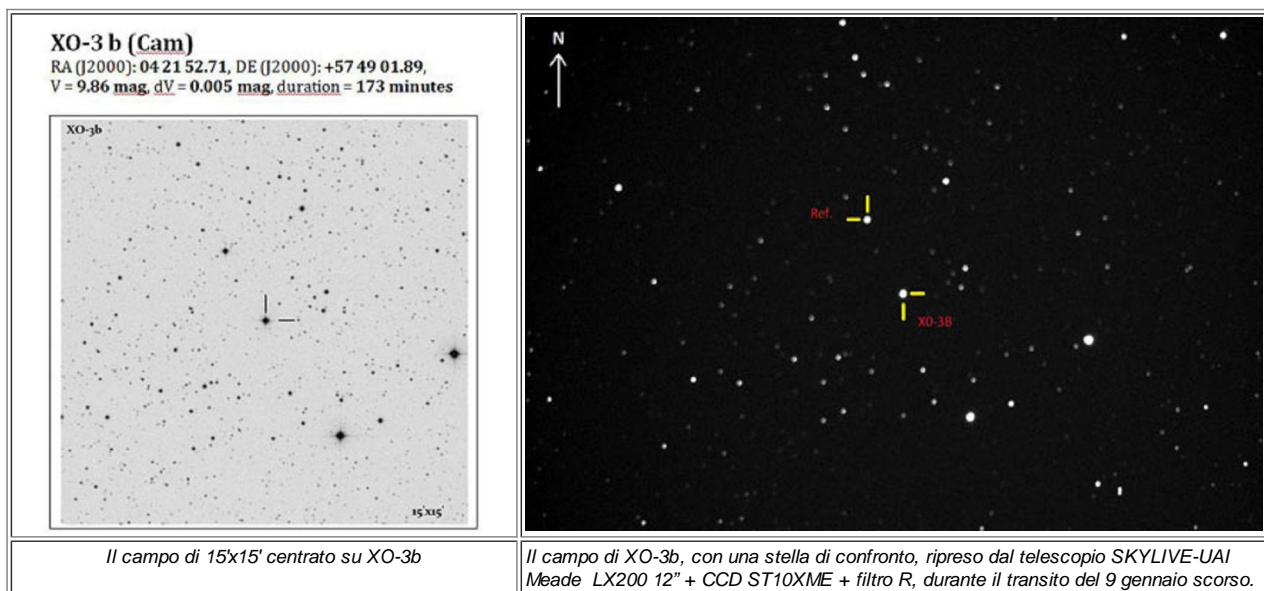 XO-3 b (Cam)
RA (J2000): 04 21 52.71, DE (J2000): +57 49 01.89,
V = 9.86 mag, dV = 0.005 mag, duration = 173 minutes
XO-3b
15'x15'
N
Ref.
X0-3B
Il campo di 15'x15' centrato su XO-3b
Il campo di XO-3b, con una stella di confronto, ripreso dal telescopio SKYLIVE-UAI
Meade LX200 12” + CCD ST10XME + filtro R, durante il transito del 9 gennaio scorso.